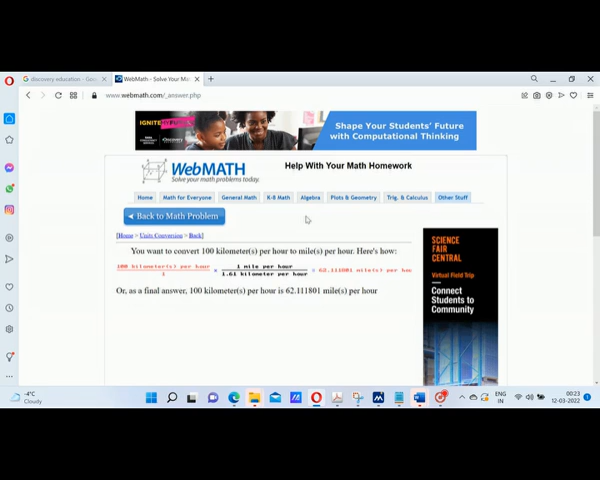 discovery education - Goo
WebMath - Solve Your Ma
www.webmath.com/_answer.php
Shape Your Students' Future
with Computational Thinking
WebMATH
Solve your math problems today.
Help With Your Math Homework
Home
Math for Everyone
General Math
K-8 Math
Algebra
Plots & Geometry
Trig. & Calculus
Other Stuff
Back to Math Problem
[Home > Units Conversion > Back]
You want to convert 100 kilometer(s) per hour to mile(s) per hour. Here's how:
100 kilometer(s) per hour
1
1 mile per hour
1.61 kilometer per hour
= 62.111801 mile(s) per hou
Or, as a final answer, 100 kilometer(s) per hour is 62.111801 mile(s) per hour
SCIENCE
FAIR
CENTRAL
Virtual Field Trip
Connect
Students to
Community
-4°C
Cloudy
ENG
IN
00:23
12-03-2022